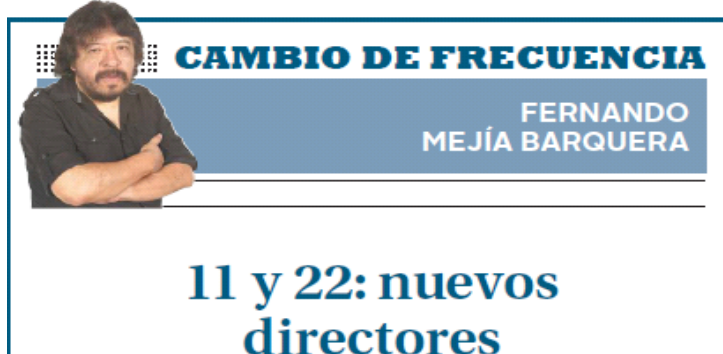 CAMBIO DE FRECUENCIA
FERNANDO
MEJÍA BARQUERA
11 y 22: nuevos
directores